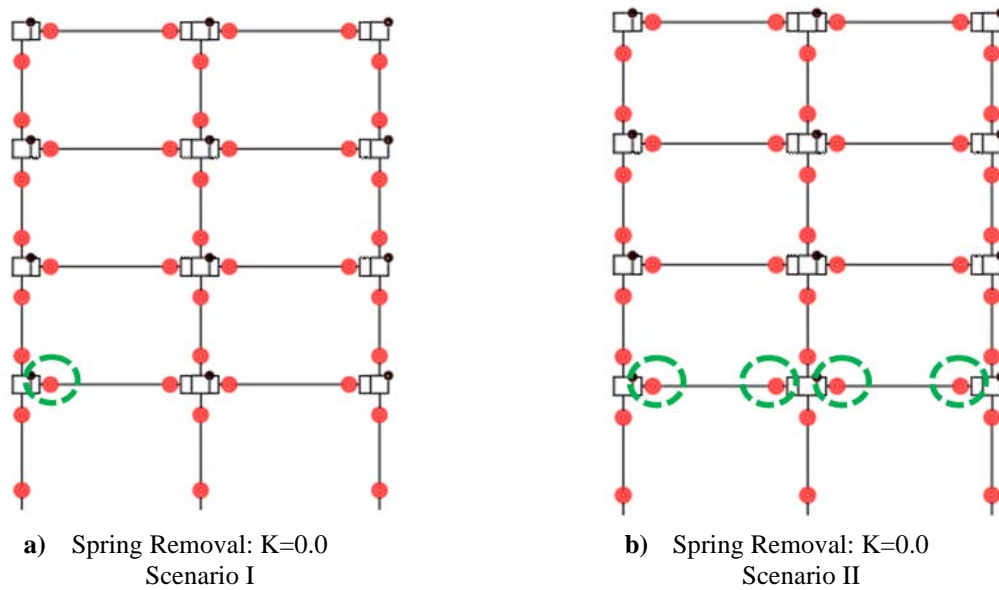 a) Spring Removal: K=0.0
Scenario I
b) Spring Removal: K=0.0
Scenario II